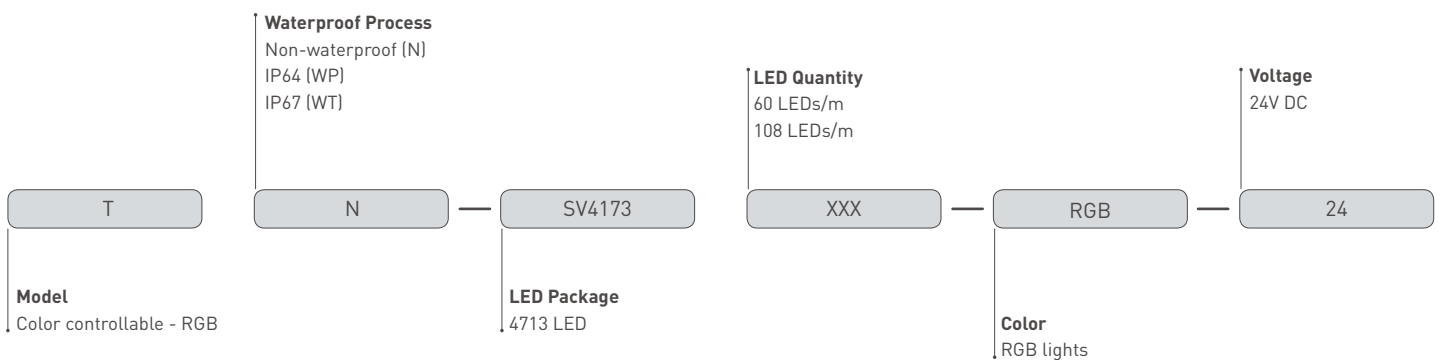 Waterproof Process
Non-waterproof (N)
IP64 (WP)
IP67 (WT)
LED Quantity
60 LEDs/m
108 LEDs/m
Voltage
24V DC
T
N
SV4173
XXX
RGB
24
Model
Color controllable - RGB
LED Package
4713 LED
Color
RGB lights